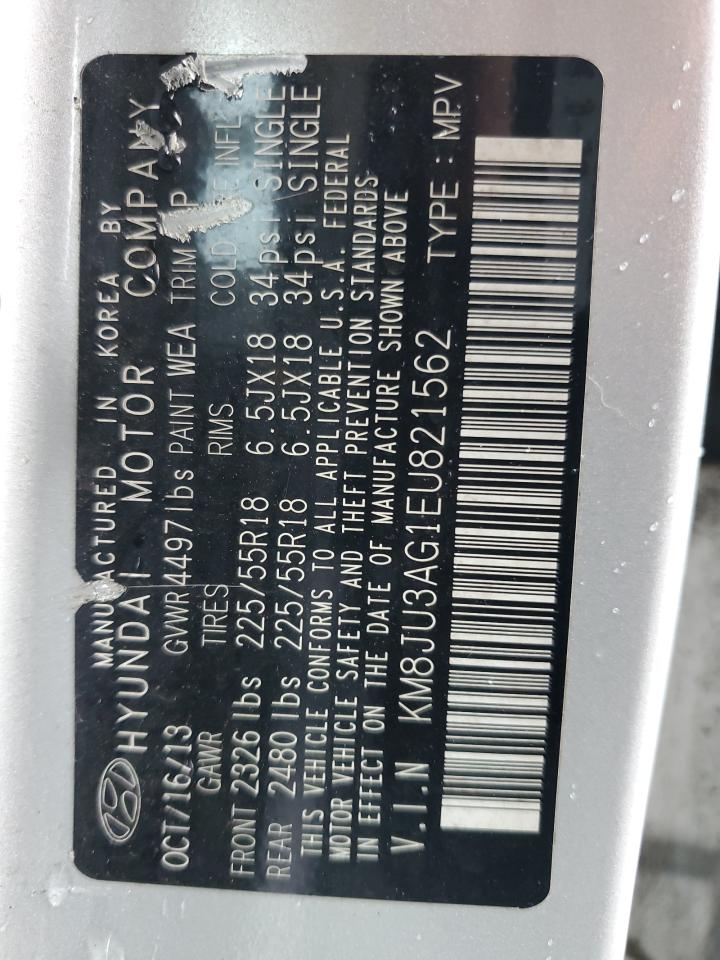 MANUFACTURED IN KOREA BY
HYUNDAI MOTOR COMPANY
OCT/16/13 GVWR 4497lbs PAINT WEA TRIM
GAWR TIRES RIMS COLD INFL
FRONT 2326 lbs 225/55R18 6.5JX18 34psi SINGLE
REAR 2480 lbs 225/55R18 6.5JX18 34psi SINGLE
THIS VEHICLE CONFORMS TO ALL APPLICABLE U.S.A. FEDERAL
MOTOR VEHICLE SAFETY AND THEFT PREVENTION STANDARDS
IN EFFECT ON THE DATE OF MANUFACTURE SHOWN ABOVE
V.I.N KM8JU3AG1EU821562 TYPE : MPV